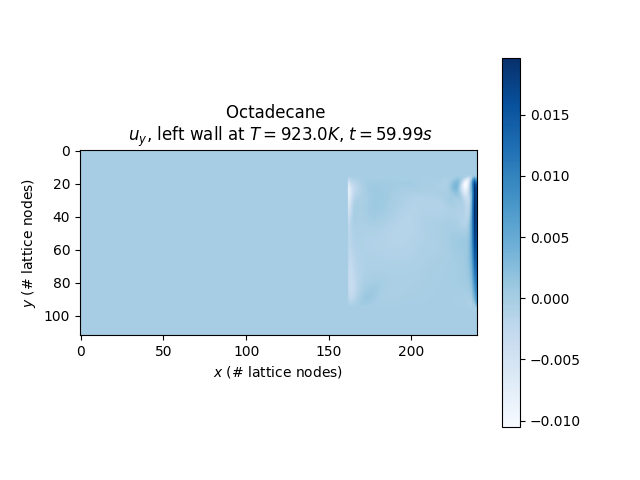 Octadecane
u_y, left wall at T = 923.0K, t = 59.99s
0
20
40
60
80
100
y (# lattice nodes)
0 50 100 150 200
x (# lattice nodes)
0.015
0.010
0.005
0.000
−0.005
−0.010